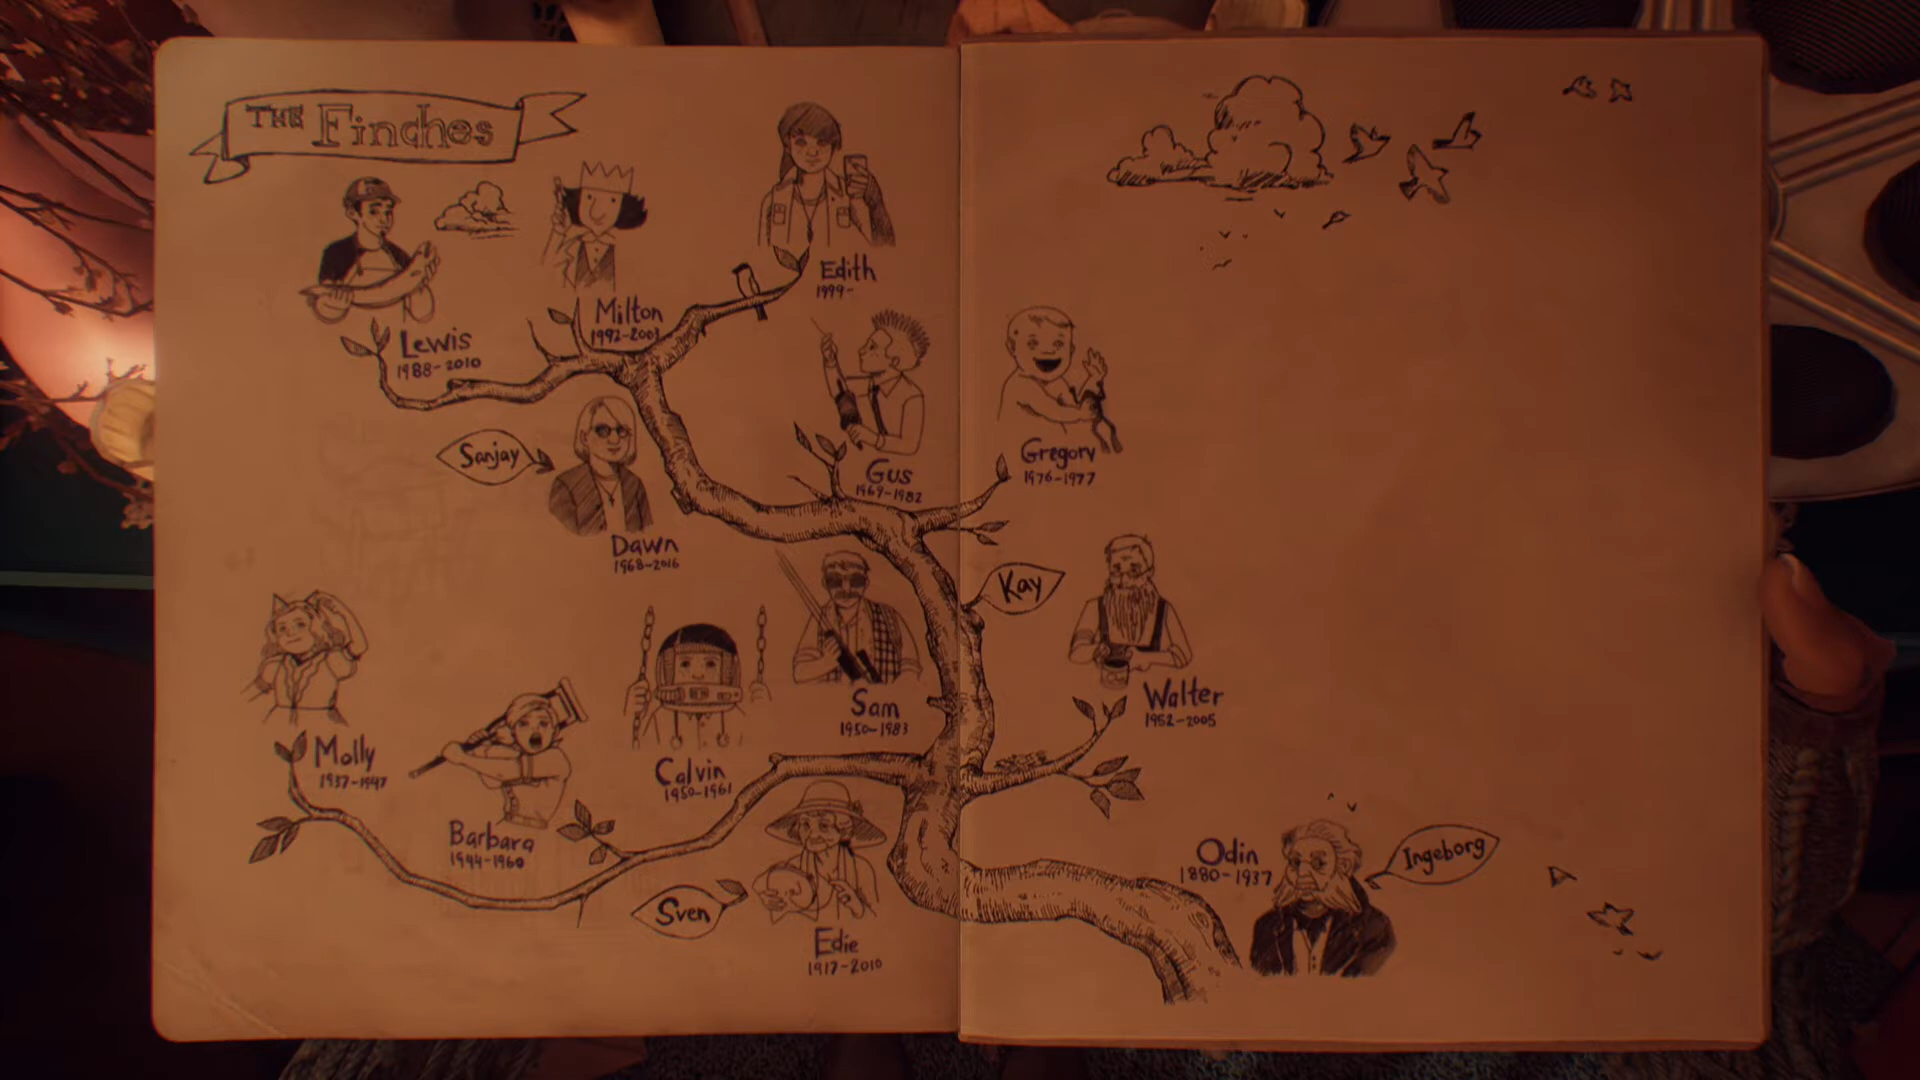 THE Finches
Edith
1999-
Milton
1992-2003
Lewis
1988-2010
Sanjay
Dawn
1968-2016
Gus
1969-1982
Gregory
1976-1977
Kay
Sam
1950-1983
Walter
1952-2005
Molly
1937-1947
Barbara
1944-1960
Calvin
1950-1961
Sven
Edie
1917-2010
Odin
1880-1937
Ingeborg